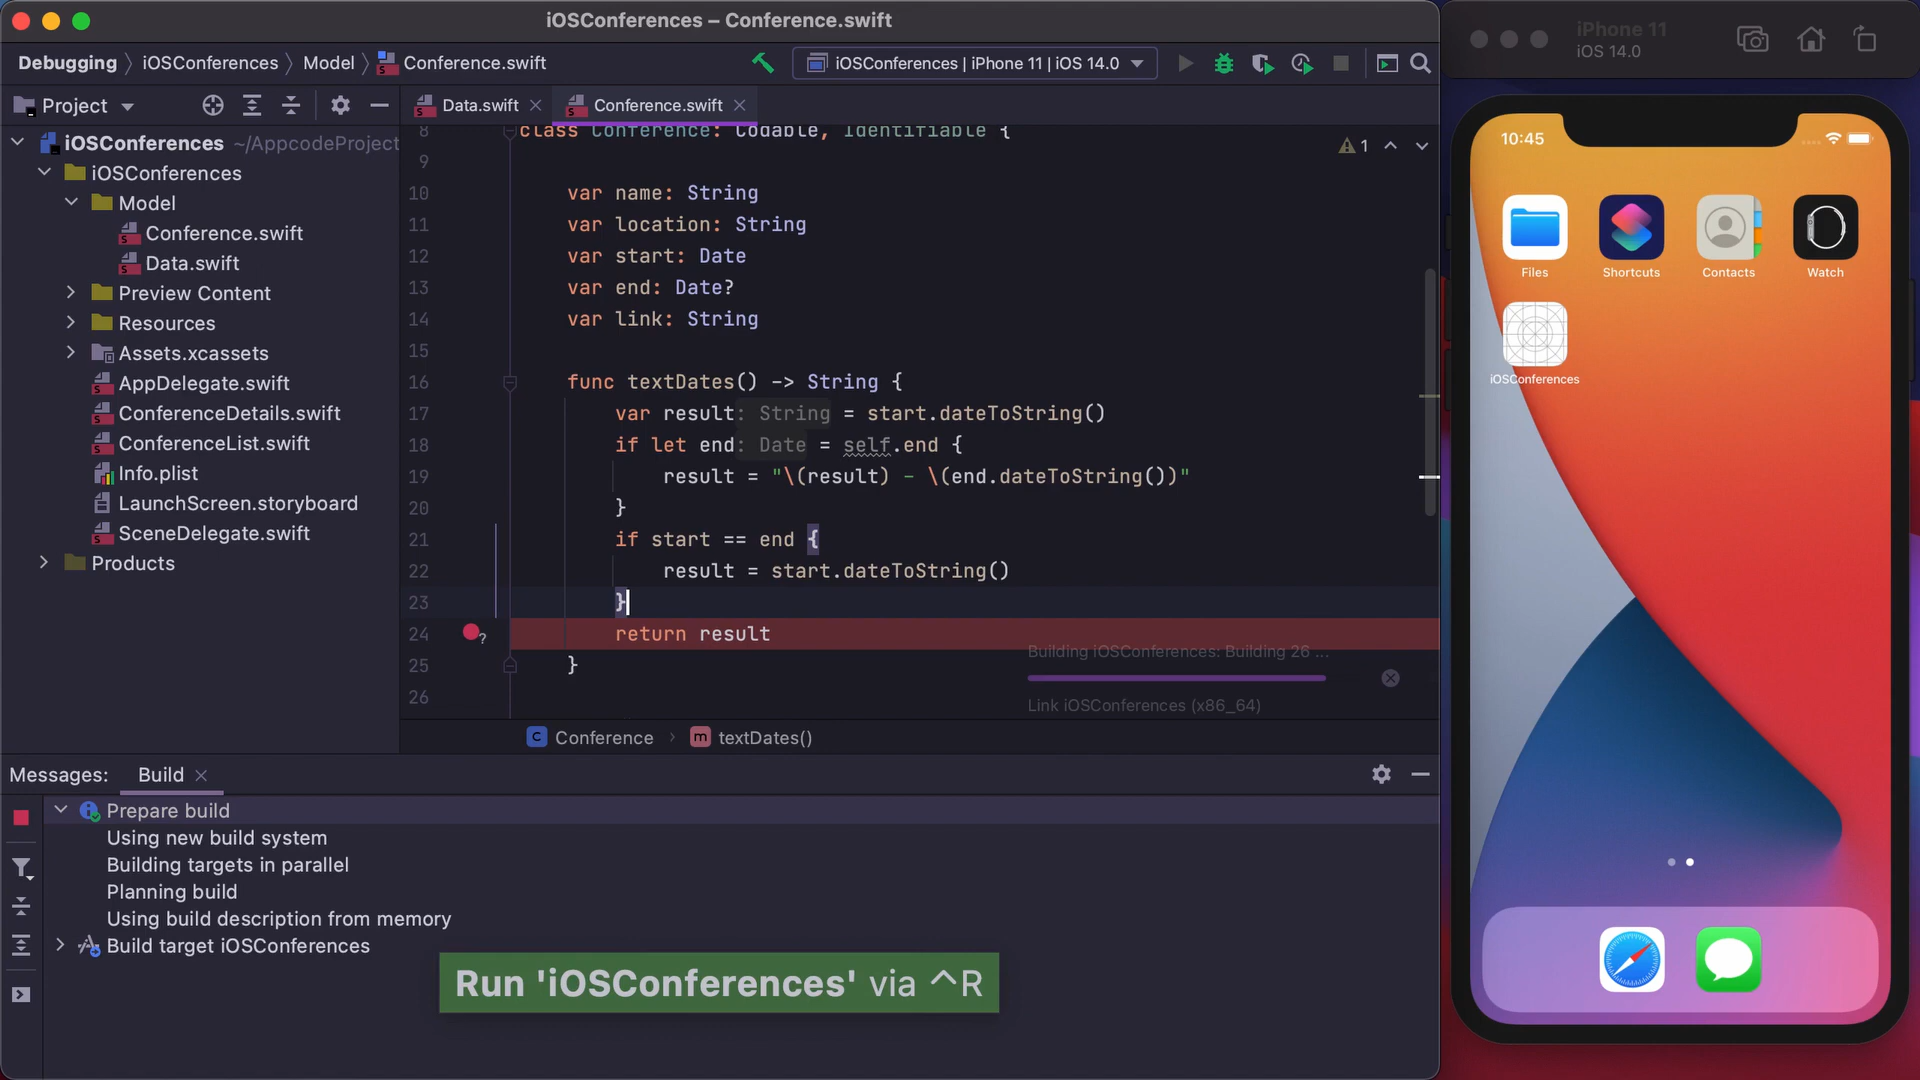 iOSConferences – Conference.swift
Debugging iOSConferences Model Conference.swift
iOSConferences | iPhone 11 | iOS 14.0
Project
Data.swift
Conference.swift
iOSConferences ~/AppcodeProject
iOSConferences
Model
Conference.swift
Data.swift
Preview Content
Resources
Assets.xcassets
AppDelegate.swift
ConferenceDetails.swift
ConferenceList.swift
Info.plist
LaunchScreen.storyboard
SceneDelegate.swift
Products
1
8 class Conference: Codable, Identifiable {
9
10 var name: String
11 var location: String
12 var start: Date
13 var end: Date?
14 var link: String
15
16 func textDates() -> String {
17 var result: String = start.dateToString()
18 if let end: Date = self.end {
19 result = "\(result) - \(end.dateToString())"
20 }
21 if start == end {
22 result = start.dateToString()
23 }
24 ? return result
25 }
26
Building iOSConferences: Building 26 ...
Link iOSConferences (x86_64)
C Conference m textDates()
Messages: Build
Prepare build
Using new build system
Building targets in parallel
Planning build
Using build description from memory
Build target iOSConferences
Run 'iOSConferences' via ^R
iPhone 11
iOS 14.0
10:45
Files
Shortcuts
Contacts
Watch
iOSConferences